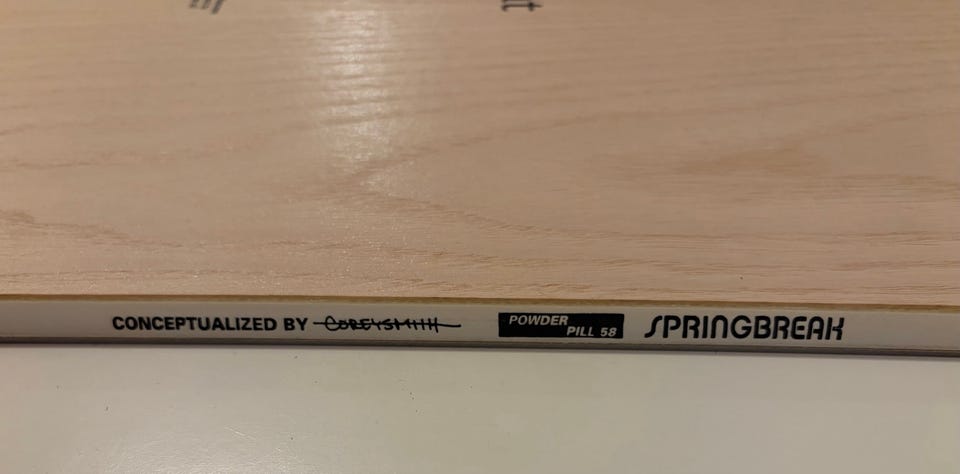 CONCEPTUALIZED BY COREYSMITH
POWDER
PILL 58
SPRINGBREAK